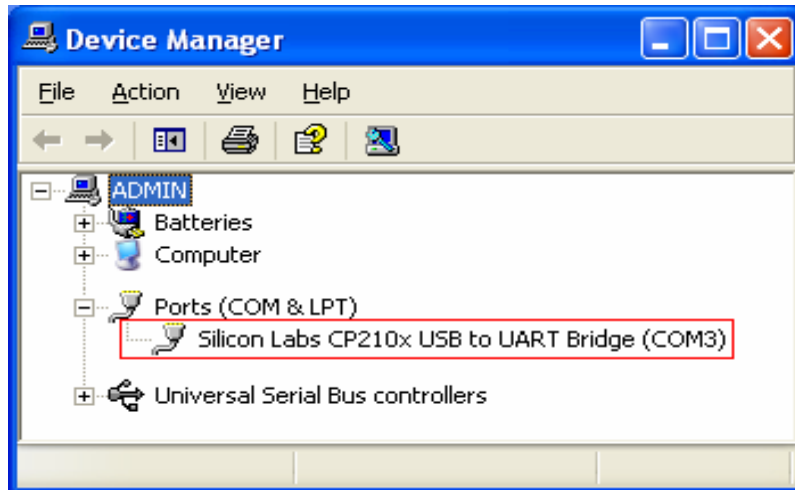 Device Manager
File Action View Help
ADMIN
Batteries
Computer
Ports (COM & LPT)
Silicon Labs CP210x USB to UART Bridge (COM3)
Universal Serial Bus controllers